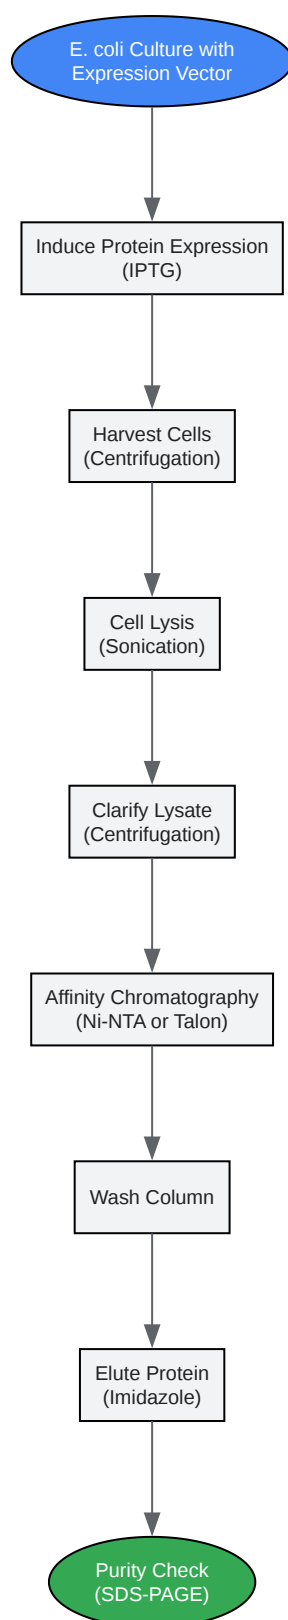 E. coli Culture with
Expression Vector
Induce Protein Expression
(IPTG)
Harvest Cells
(Centrifugation)
Cell Lysis
(Sonication)
Clarify Lysate
(Centrifugation)
Affinity Chromatography
(Ni-NTA or Talon)
Wash Column
Elute Protein
(Imidazole)
Purity Check
(SDS-PAGE)